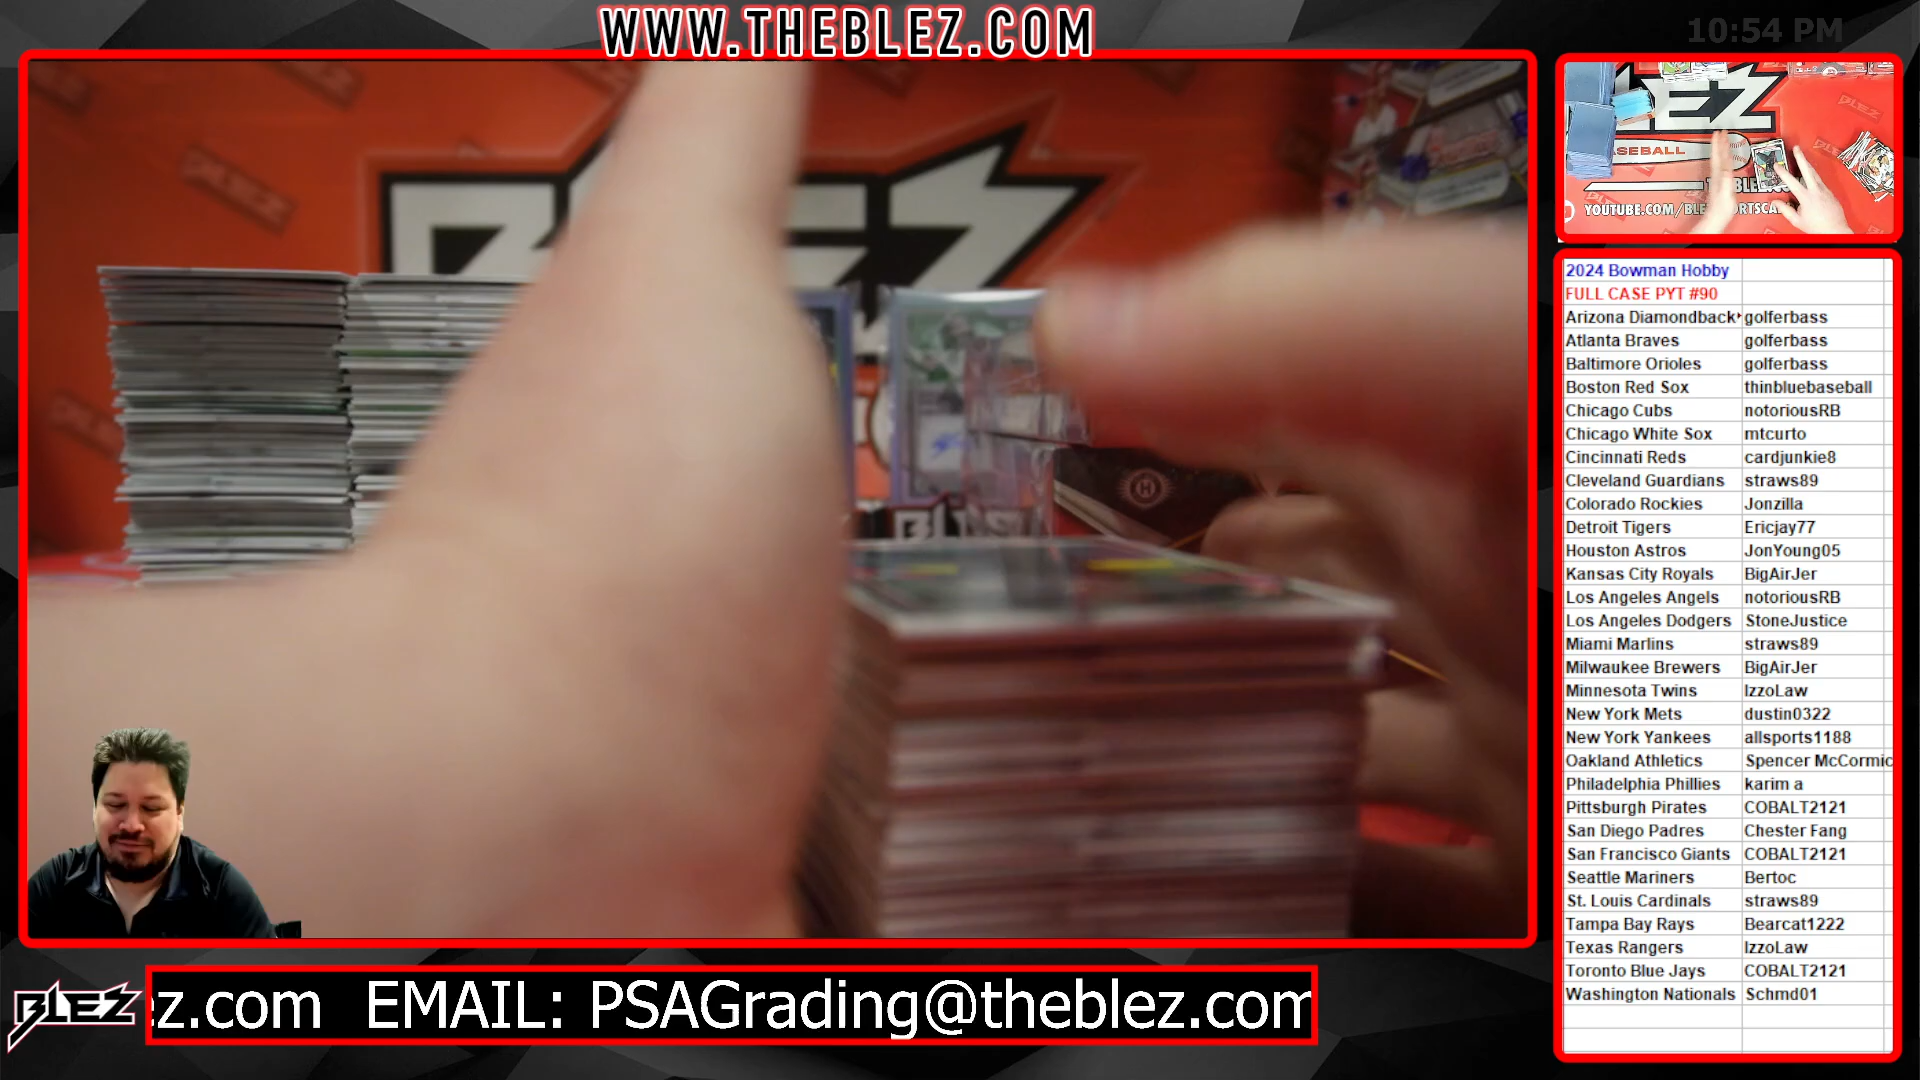 WWW.THEBLEZ.COM
10:54 PM
BLEZ
BASEBALL
YOUTUBE.COM/BLE
2024 Bowman Hobby
FULL CASE PYT #90
Arizona Diamondback golferbass
Atlanta Braves golferbass
Baltimore Orioles golferbass
Boston Red Sox thinbluebaseball
Chicago Cubs notoriousRB
Chicago White Sox mtcurto
Cincinnati Reds cardjunkie8
Cleveland Guardians straws89
Colorado Rockies Jonzilla
Detroit Tigers Ericjay77
Houston Astros JonYoung05
Kansas City Royals BigAirJer
Los Angeles Angels notoriousRB
Los Angeles Dodgers StoneJustice
Miami Marlins straws89
Milwaukee Brewers BigAirJer
Minnesota Twins IzzoLaw
New York Mets dustin0322
New York Yankees allsports1188
Oakland Athletics Spencer McCormic
Philadelphia Phillies karim a
Pittsburgh Pirates COBALT2121
San Diego Padres Chester Fang
San Francisco Giants COBALT2121
Seattle Mariners Bertoc
St. Louis Cardinals straws89
Tampa Bay Rays Bearcat1222
Texas Rangers IzzoLaw
Toronto Blue Jays COBALT2121
Washington Nationals Schmd01
BLEZ
ez.com EMAIL: PSAGrading@theblez.com